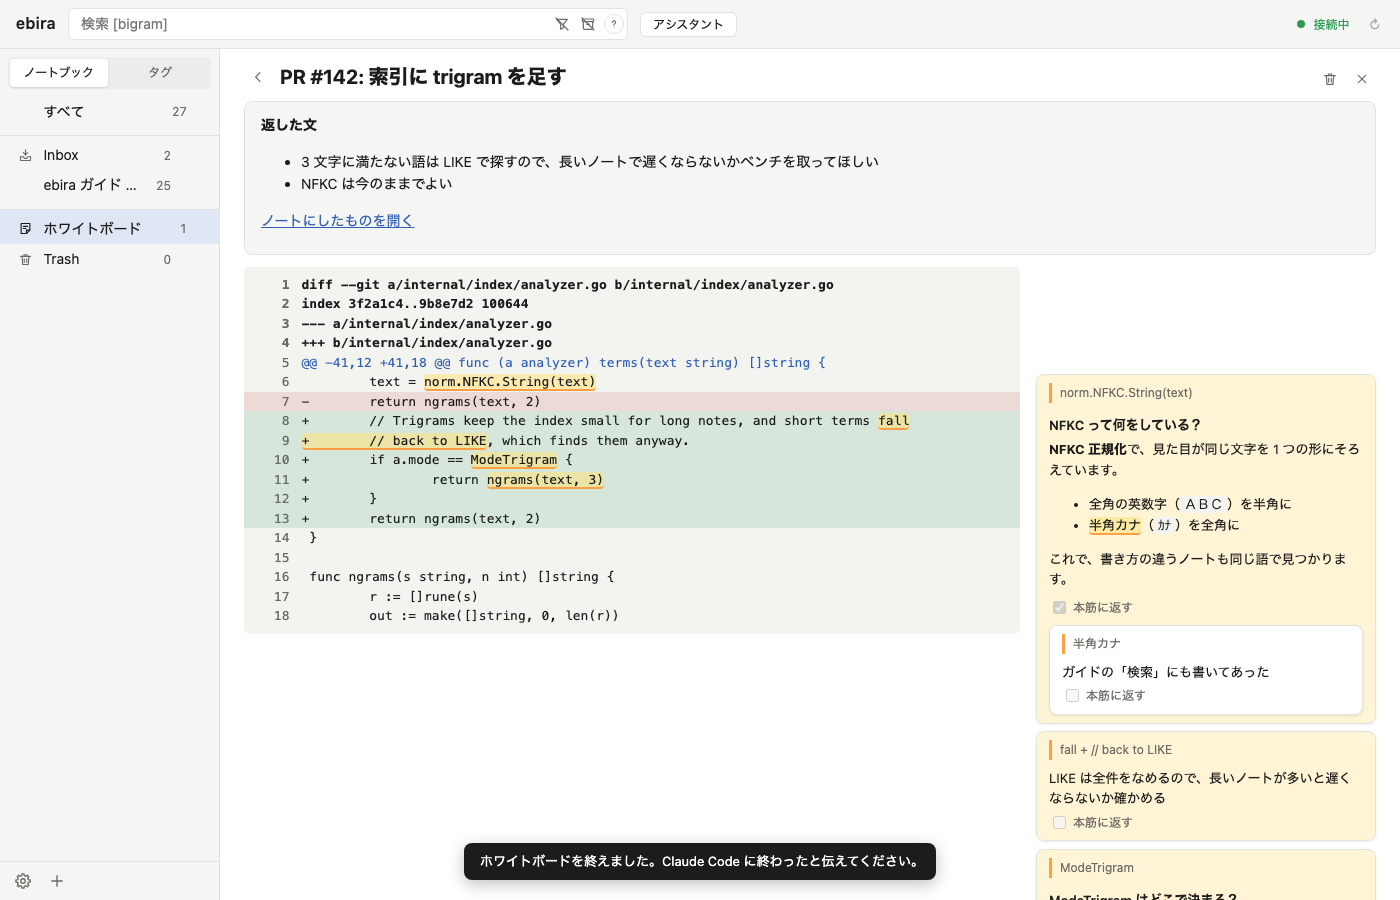 ebira
検索 [bigram]
?
アシスタント
接続中
ノートブック
タグ
すべて 27
Inbox 2
ebira ガイド ... 25
ホワイトボード 1
Trash 0
PR #142: 索引に trigram を足す
返した文
3 文字に満たない語は LIKE で探すので、長いノートで遅くならないかベンチを取ってほしい
NFKC は今のままでよい
ノートにしたものを開く
1 diff --git a/internal/index/analyzer.go b/internal/index/analyzer.go
2 index 3f2a1c4..9b8e7d2 100644
3 --- a/internal/index/analyzer.go
4 +++ b/internal/index/analyzer.go
5 @@ -41,12 +41,18 @@ func (a analyzer) terms(text string) []string {
6 text = norm.NFKC.String(text)
7 - return ngrams(text, 2)
8 + // Trigrams keep the index small for long notes, and short terms fall
9 + // back to LIKE, which finds them anyway.
10 + if a.mode == ModeTrigram {
11 + return ngrams(text, 3)
12 + }
13 + return ngrams(text, 2)
14 }
15
16 func ngrams(s string, n int) []string {
17 r := []rune(s)
18 out := make([]string, 0, len(r))
norm.NFKC.String(text)
NFKC って何をしている？
NFKC 正規化で、見た目が同じ文字を 1 つの形にそろ
えています。
全角の英数字（ＡＢＣ）を半角に
半角カナ（ｶﾅ）を全角に
これで、書き方の違うノートも同じ語で見つかりま
す。
本筋に返す
半角カナ
ガイドの「検索」にも書いてあった
本筋に返す
fall + // back to LIKE
LIKE は全件をなめるので、長いノートが多いと遅く
ならないか確かめる
本筋に返す
ModeTrigram
ModeTrigram はどこで決まる？
ホワイトボードを終えました。Claude Code に終わったと伝えてください。